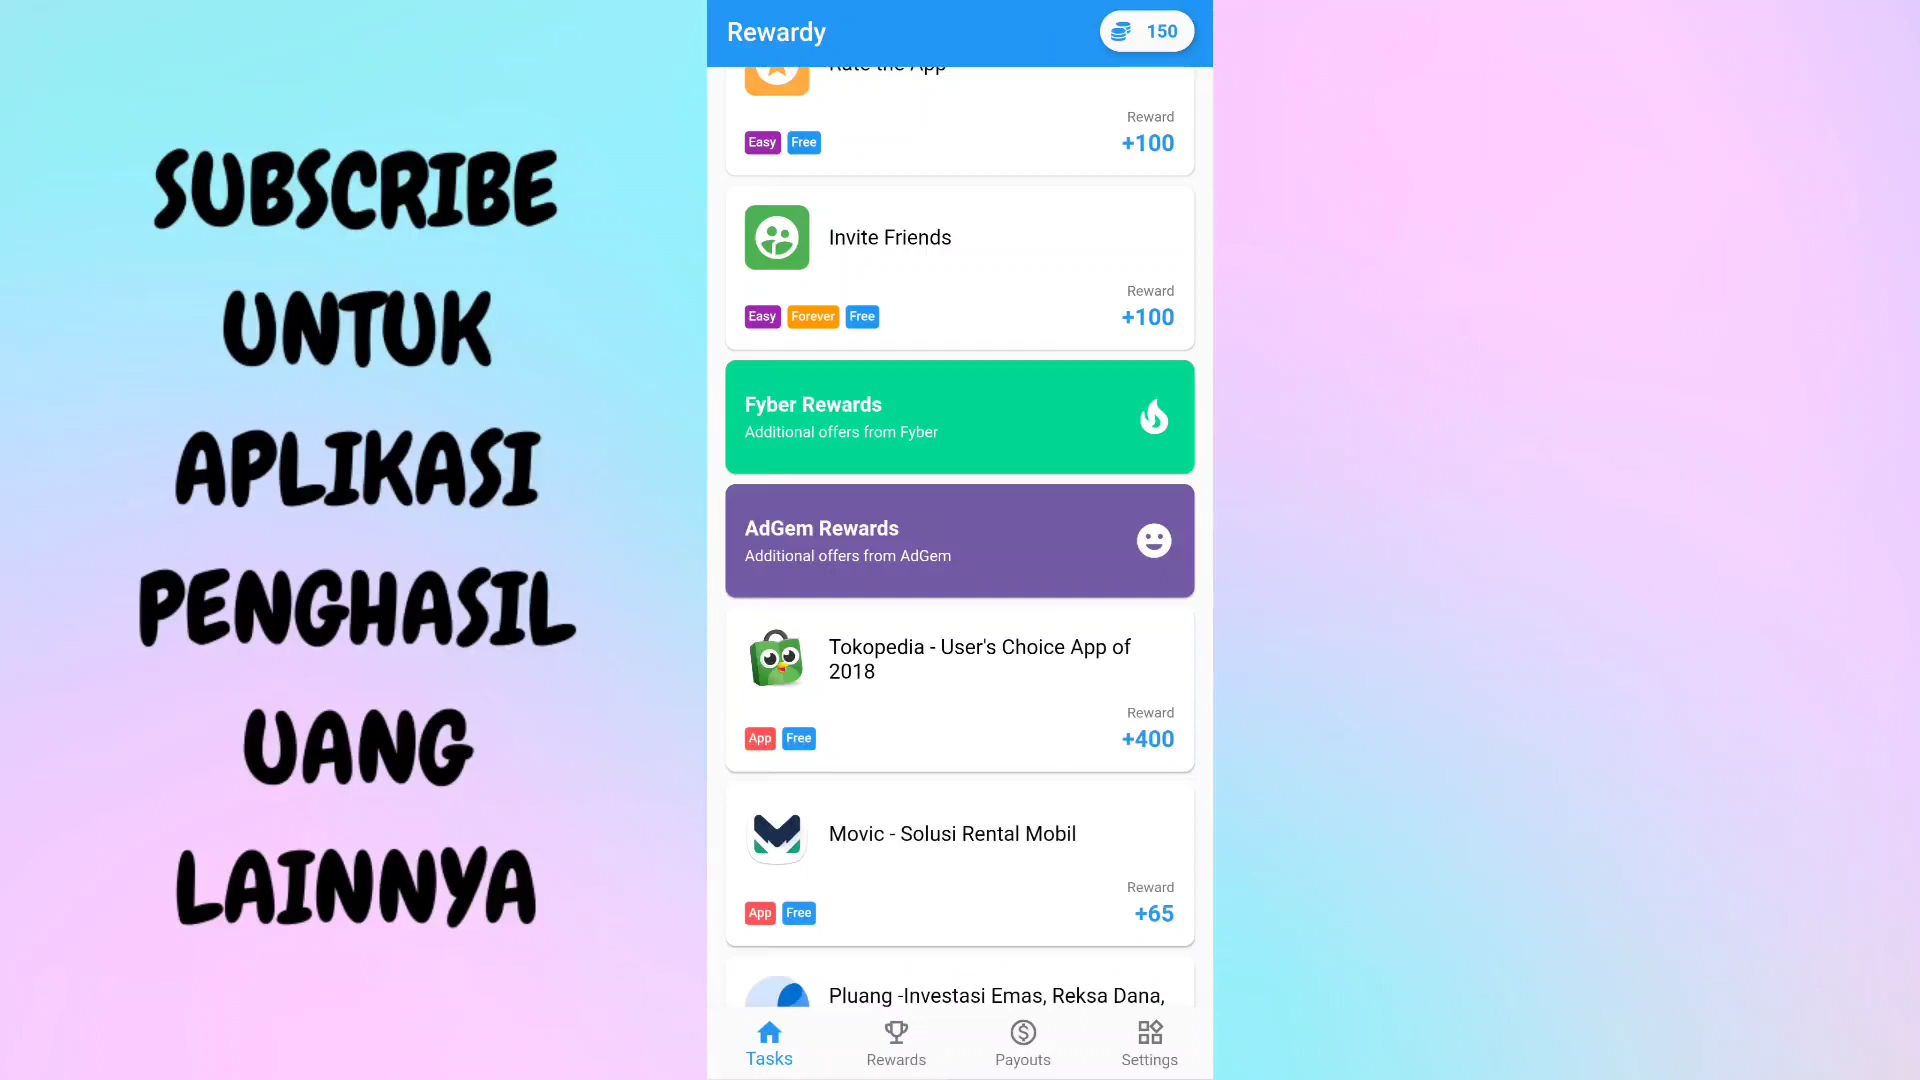 SUBSCRIBE
UNTUK
APLIKASI
PENGHASIL
UANG
LAINNYA
Rewardy
150
Rate the App
Reward
Easy Free
+100
Invite Friends
Reward
Easy Forever Free
+100
Fyber Rewards
Additional offers from Fyber
AdGem Rewards
Additional offers from AdGem
Tokopedia - User's Choice App of
2018
Reward
App Free
+400
Movic - Solusi Rental Mobil
Reward
App Free
+65
Pluang -Investasi Emas, Reksa Dana,
Tasks Rewards Payouts Settings